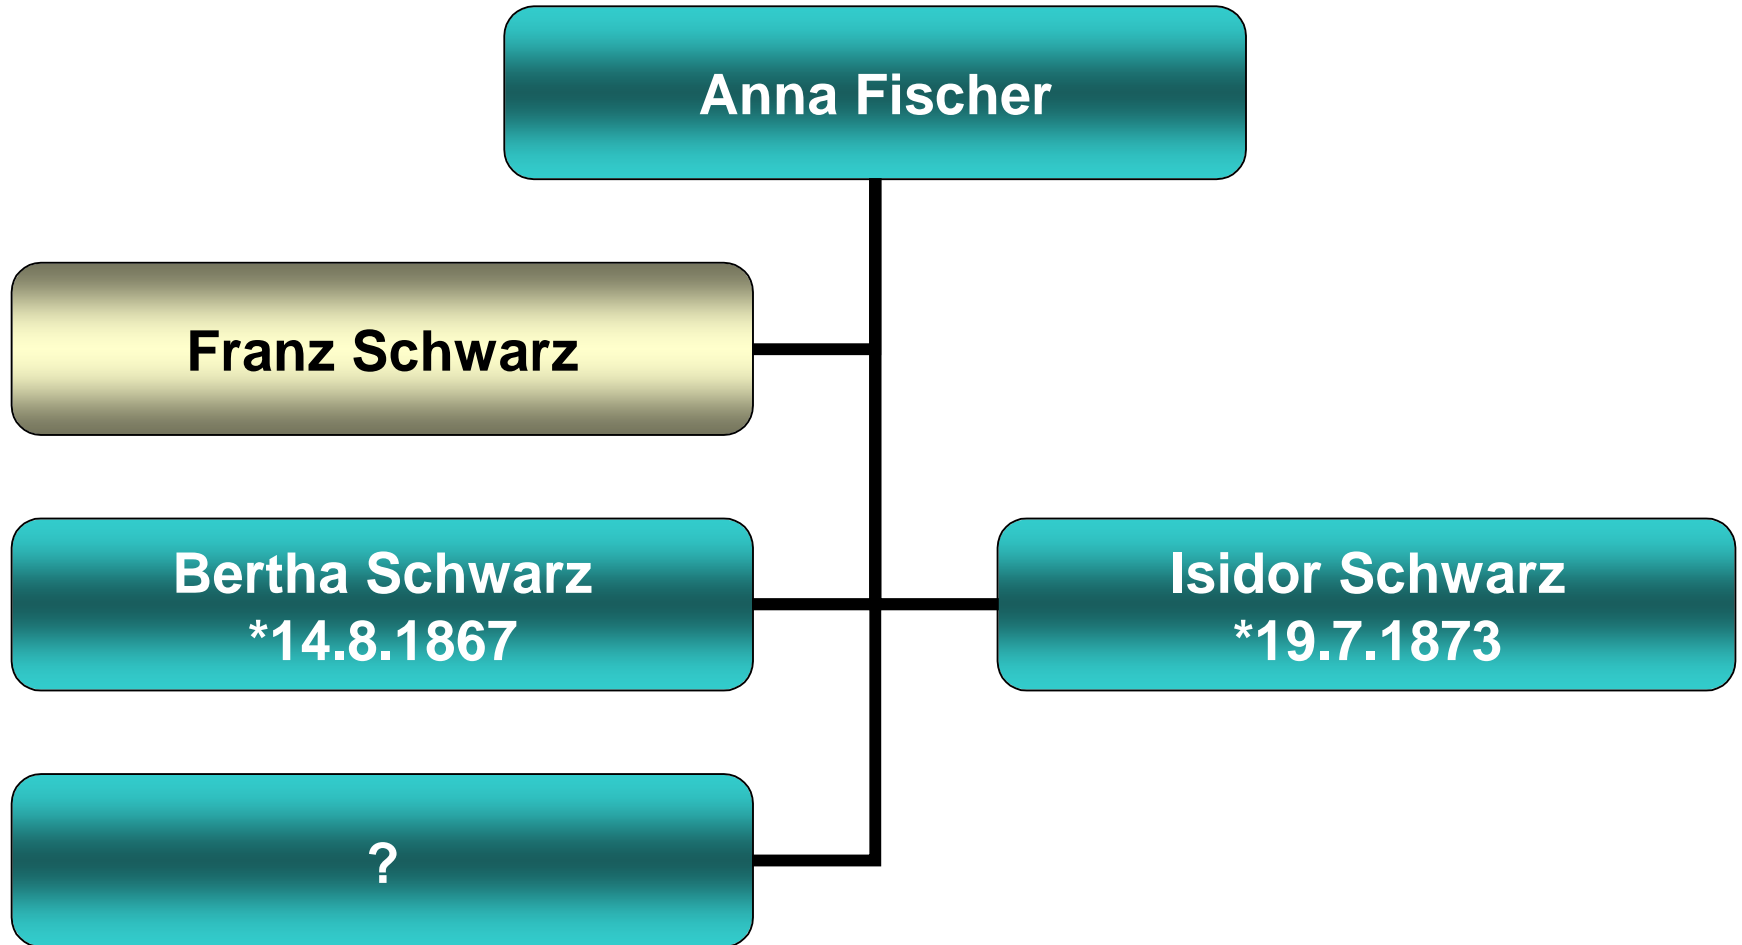 Anna Fischer
Franz Schwarz
Bertha Schwarz
*14.8.1867
Isidor Schwarz
*19.7.1873
?